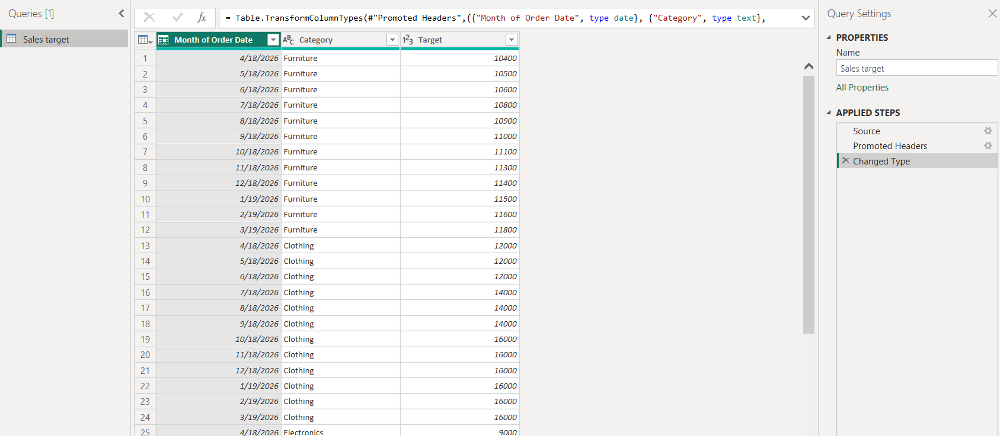 Queries [1]
Sales target
fx
= Table.TransformColumnTypes(#"Promoted Headers",{{"Month of Order Date", type date}, {"Category", type text},
Month of Order Date ABC Category 123 Target
1 4/18/2026 Furniture 10400
2 5/18/2026 Furniture 10500
3 6/18/2026 Furniture 10600
4 7/18/2026 Furniture 10800
5 8/18/2026 Furniture 10900
6 9/18/2026 Furniture 11000
7 10/18/2026 Furniture 11100
8 11/18/2026 Furniture 11300
9 12/18/2026 Furniture 11400
10 1/19/2026 Furniture 11500
11 2/19/2026 Furniture 11600
12 3/19/2026 Furniture 11800
13 4/18/2026 Clothing 12000
14 5/18/2026 Clothing 12000
15 6/18/2026 Clothing 12000
16 7/18/2026 Clothing 14000
17 8/18/2026 Clothing 14000
18 9/18/2026 Clothing 14000
19 10/18/2026 Clothing 16000
20 11/18/2026 Clothing 16000
21 12/18/2026 Clothing 16000
22 1/19/2026 Clothing 16000
23 2/19/2026 Clothing 16000
24 3/19/2026 Clothing 16000
25 4/18/2026 Electronics 9000
Query Settings
PROPERTIES
Name
Sales target
All Properties
APPLIED STEPS
Source
Promoted Headers
Changed Type